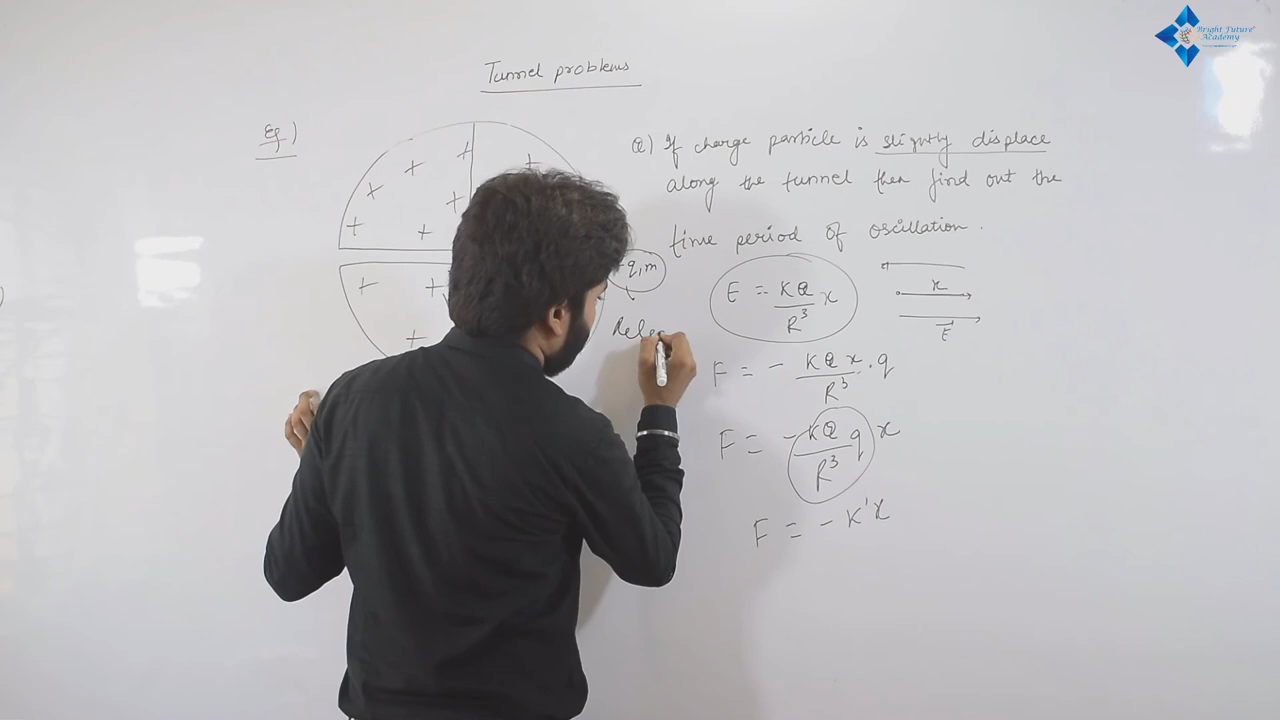 Bright Future
Academy
Tunnel problems
Eg)
Q) If charge particle is slightly displace
along the tunnel then find out the
time period of oscillation.
q, m
E = KQ/R³ x
x
E
F = - KQx/R³ . q
F = - KQ/R³ q x
F = - K'x